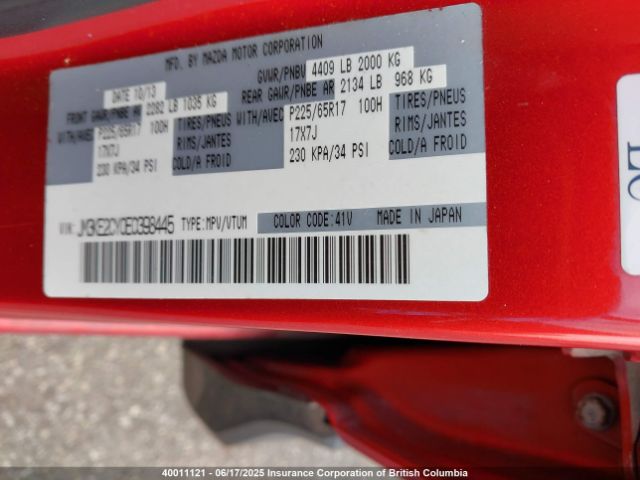 MFD. BY MAZDA MOTOR CORPORATION
DATE 10/13 GVWR/PNBV 4409 LB 2000 KG
FRONT GAWR/PNBE AV 2282 LB 1035 KG REAR GAWR/PNBE AR 2134 LB 968 KG
WITH/AVEC P225/65R17 100H TIRES/PNEUS WITH/AVEC P225/65R17 100H TIRES/PNEUS
17X7J RIMS/JANTES 17X7J RIMS/JANTES
230 KPA/34 PSI COLD/A FROID 230 KPA/34 PSI COLD/A FROID
VIN: JM3KE2CY0E0398445 TYPE:MPV/VTUM COLOR CODE:41V MADE IN JAPAN
40011121 - 06/17/2025 Insurance Corporation of British Columbia